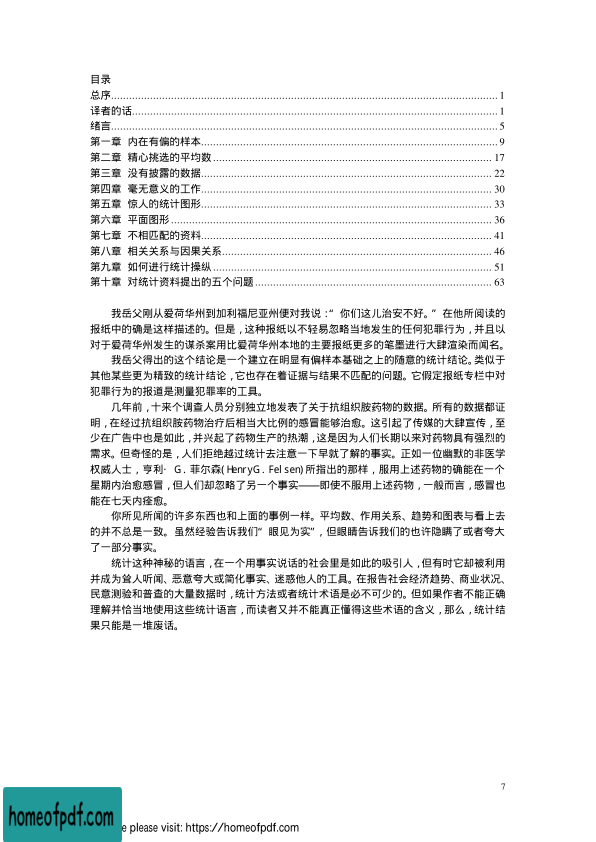 目录
总序 1
译者的话 1
绪言 5
第一章 内在有偏的样本 9
第二章 精心挑选的平均数 17
第三章 没有披露的数据 22
第四章 毫无意义的工作 30
第五章 惊人的统计图形 33
第六章 平面图形 36
第七章 不相匹配的资料 41
第八章 相关关系与因果关系 46
第九章 如何进行统计操纵 51
第十章 对统计资料提出的五个问题 63
我岳父刚从爱荷华州到加利福尼亚州便对我说：“你们这儿治安不好。”在他所阅读的
报纸中的确是这样描述的。但是，这种报纸以不轻易忽略当地发生的任何犯罪行为，并且以
对于爱荷华州发生的谋杀案用比爱荷华州本地的主要报纸更多的笔墨进行大肆渲染而闻名。
我岳父得出的这个结论是一个建立在明显有偏样本基础之上的随意的统计结论。类似于
其他某些更为精致的统计结论，它也存在着证据与结果不匹配的问题。它假定报纸专栏中对
犯罪行为的报道是测量犯罪率的工具。
几年前，十来个调查人员分别独立地发表了关于抗组织胺药物的数据。所有的数据都证
明，在经过抗组织胺药物治疗后相当大比例的感冒能够治愈。这引起了传媒的大肆宣传，至
少在广告中也是如此，并兴起了药物生产的热潮，这是因为人们长期以来对药物具有强烈的
需求。但奇怪的是，人们拒绝越过统计去注意一下早就了解的事实。正如一位幽默的非医学
权威人士，亨利·G．菲尔森(HenryG．Felsen)所指出的那样，服用上述药物的确能在一个
星期内治愈感冒，但人们却忽略了另一个事实——即使不服用上述药物，一般而言，感冒也
能在七天内痊愈。
你所见所闻的许多东西也和上面的事例一样。平均数、作用关系、趋势和图表与看上去
的并不总是一致。虽然经验告诉我们“眼见为实”，但眼睛告诉我们的也许隐瞒了或者夸大
了一部分事实。
统计这种神秘的语言，在一个用事实说话的社会里是如此的吸引人，但有时它却被利用
并成为耸人听闻、恶意夸大或简化事实、迷惑他人的工具。在报告社会经济趋势、商业状况、
民意测验和普查的大量数据时，统计方法或者统计术语是必不可少的。但如果作者不能正确
理解并恰当地使用这些统计语言，而读者又并不能真正懂得这些术语的含义，那么，统计结
果只能是一堆废话。
7
homeofpdf.com
e please visit: https://homeofpdf.com